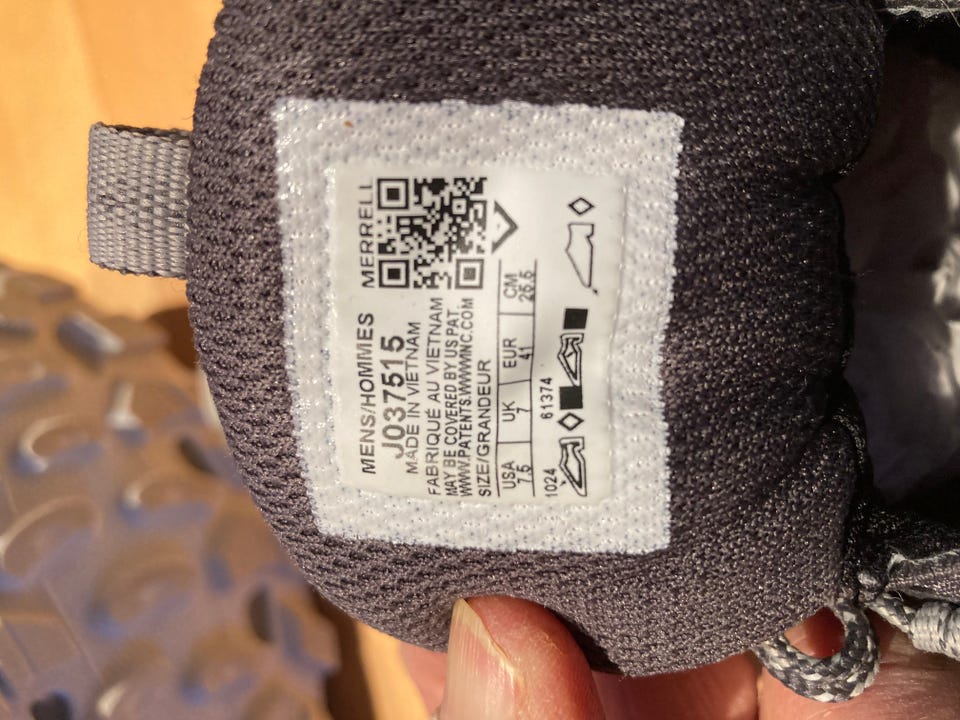 MENS/HOMMES MERRELL
J037515
MADE IN VIETNAM
FABRIQUÉ AU VIETNAM
MAY BE COVERED BY US PAT.
WWW.PATENTS.WWWINC.COM
SIZE/GRANDEUR
USA UK EUR CM
7.5 7 41 25.5
1024 61374